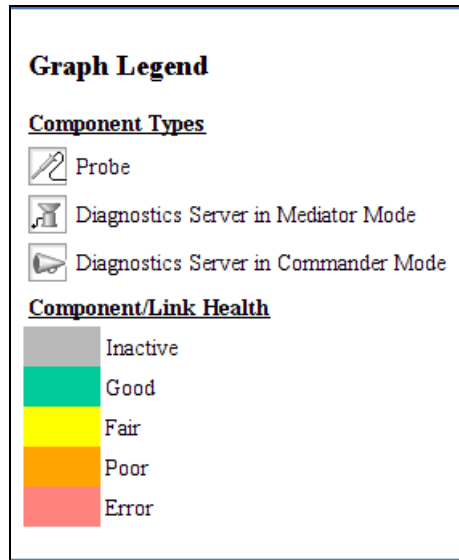 Graph Legend
Component Types
Probe
Diagnostics Server in Mediator Mode
Diagnostics Server in Commander Mode
Component/Link Health
Inactive
Good
Fair
Poor
Error